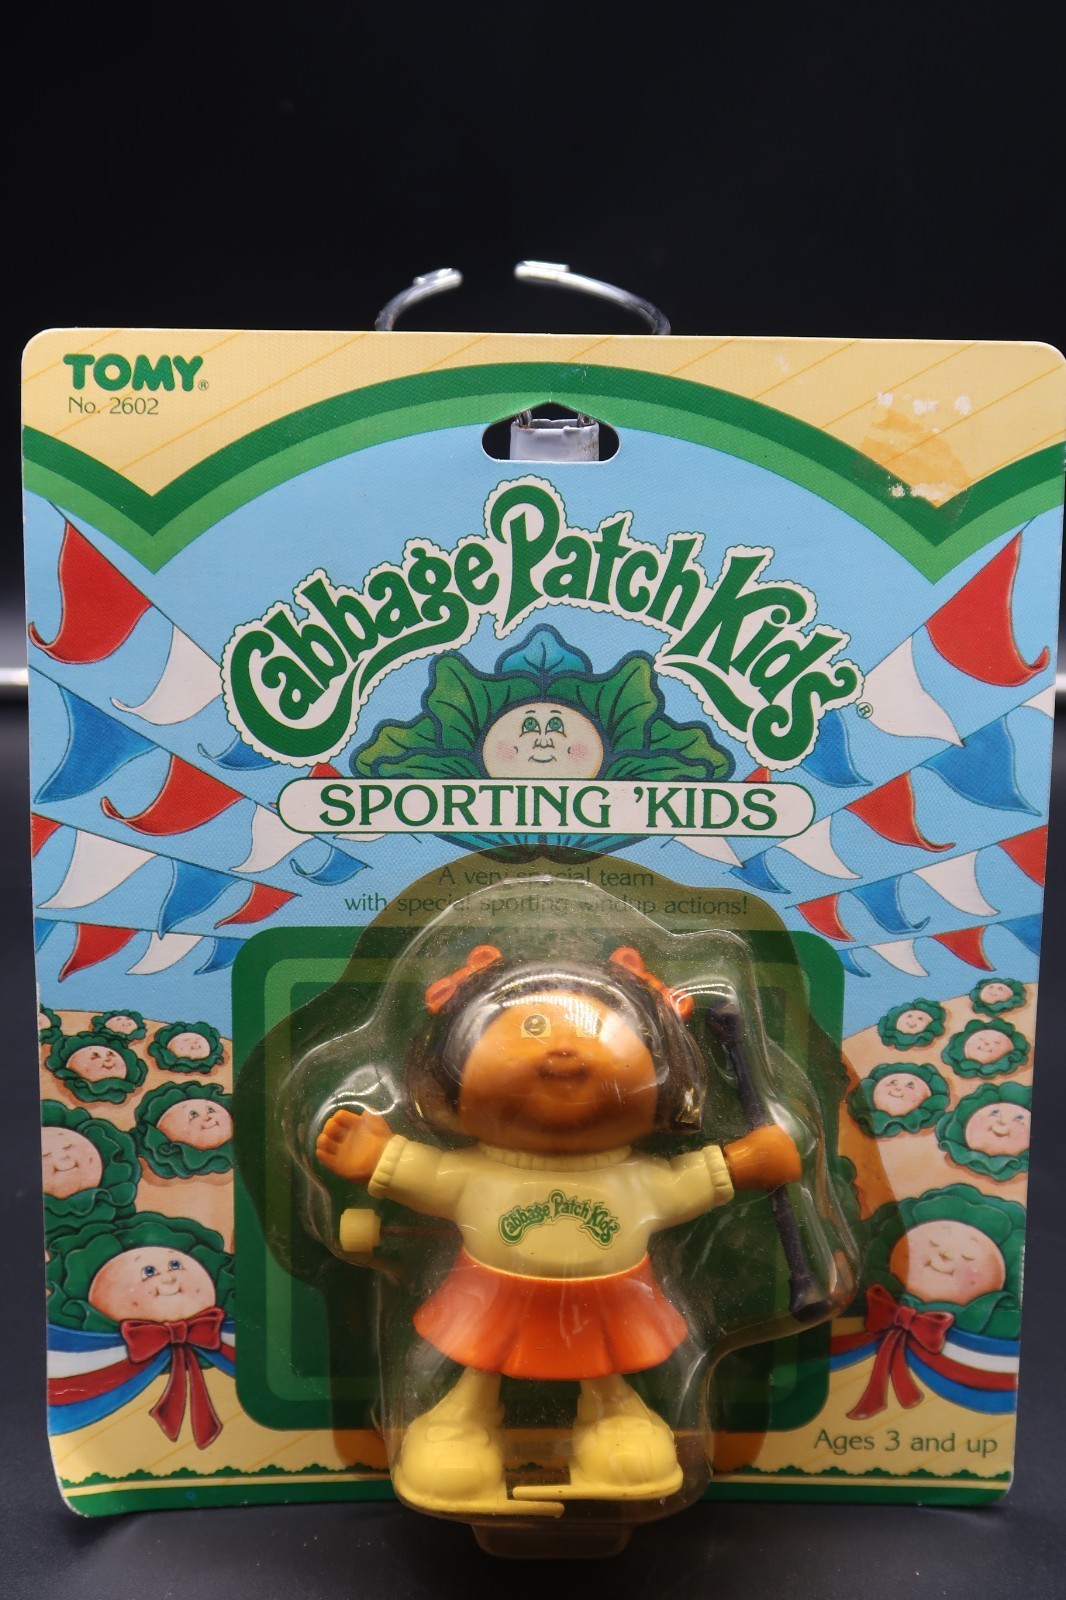 TOMY®
No. 2602
Cabbage Patch Kids®
SPORTING 'KIDS
A very special team
with special sporting windup actions!
Cabbage Patch Kids
Ages 3 and up